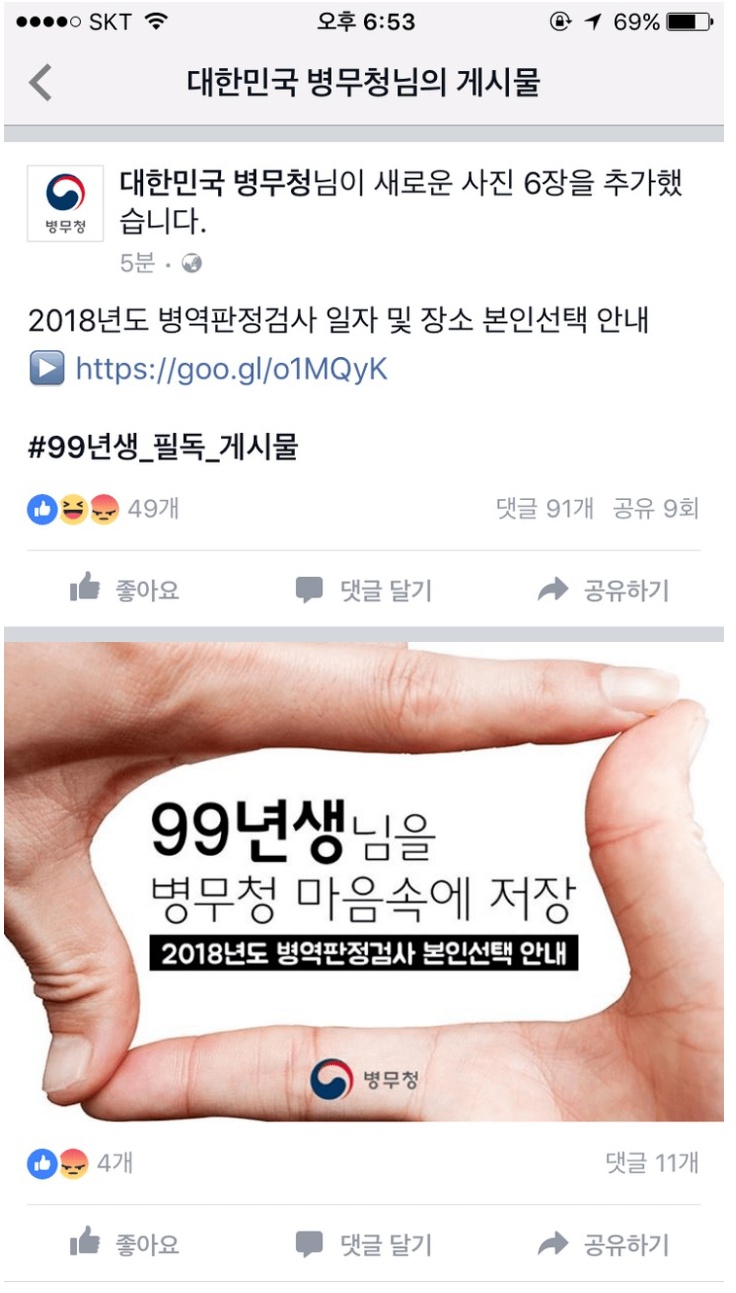 SKT 오후 6:53 69%
대한민국 병무청님의 게시물
병무청
대한민국 병무청님이 새로운 사진 6장을 추가했
습니다.
5분 ·
2018년도 병역판정검사 일자 및 장소 본인선택 안내
https://goo.gl/o1MQyK
#99년생_필독_게시물
49개 댓글 91개 공유 9회
좋아요 댓글 달기 공유하기
99년생님을
병무청 마음속에 저장
2018년도 병역판정검사 본인선택 안내
병무청
4개 댓글 11개
좋아요 댓글 달기 공유하기